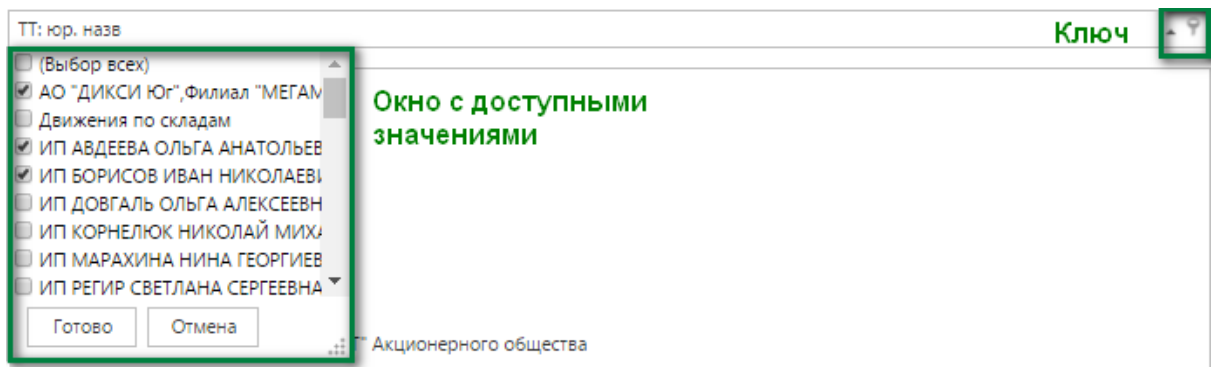 ТТ: юр. назв
Ключ
(Выбор всех)
АО "ДИКСИ Юг",Филиал "МЕГАМ
Окно с доступными
значениями
Движения по складам
ИП АВДЕЕВА ОЛЬГА АНАТОЛЬЕВ
ИП БОРИСОВ ИВАН НИКОЛАЕВИ
ИП ДОВГАЛЬ ОЛЬГА АЛЕКСЕЕВН
ИП КОРНЕЛЮК НИКОЛАЙ МИХА
ИП МАРАХИНА НИНА ГЕОРГИЕВ
ИП РЕГИР СВЕТЛАНА СЕРГЕЕВНА
Готово Отмена
Т" Акционерного общества